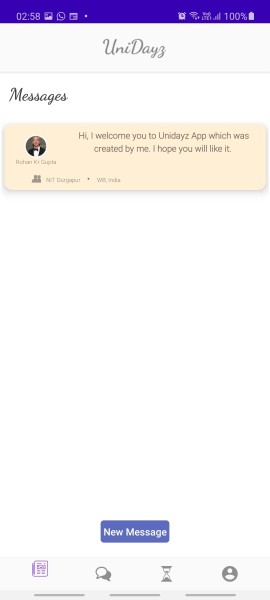 02:58
100%
UniDayz
Messages
Hi, I welcome you to Unidayz App which was
created by me. I hope you will like it.
Rohan Kr Gupta
NIT Durgapur • WB, India
New Message